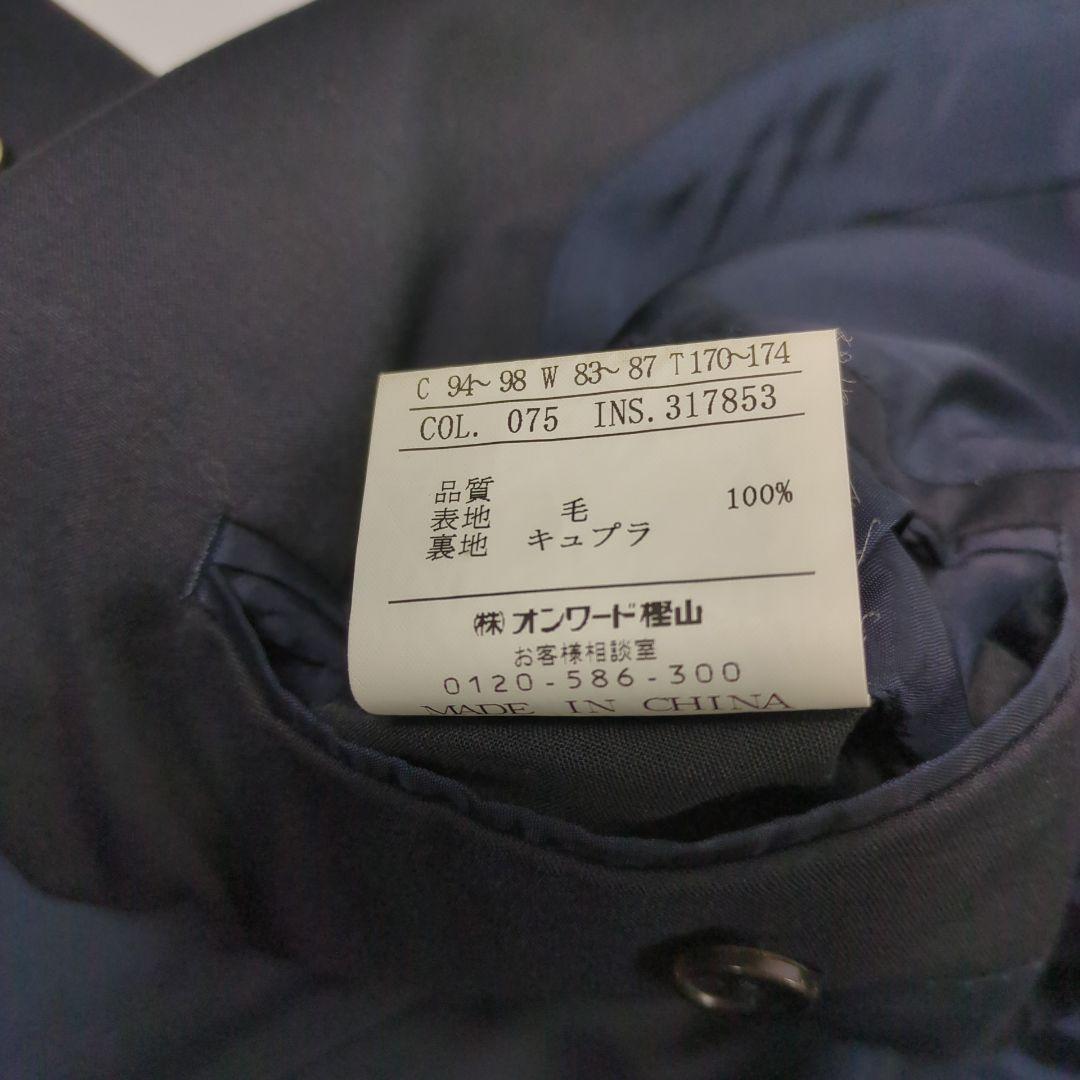 C 94~ 98 W 83~ 87 T170~174
COL. 075 INS.317853
品質
表地 毛 100%
裏地 キュプラ
㈱オンワード樫山
お客様相談室
0120-586-300
MADE IN CHINA